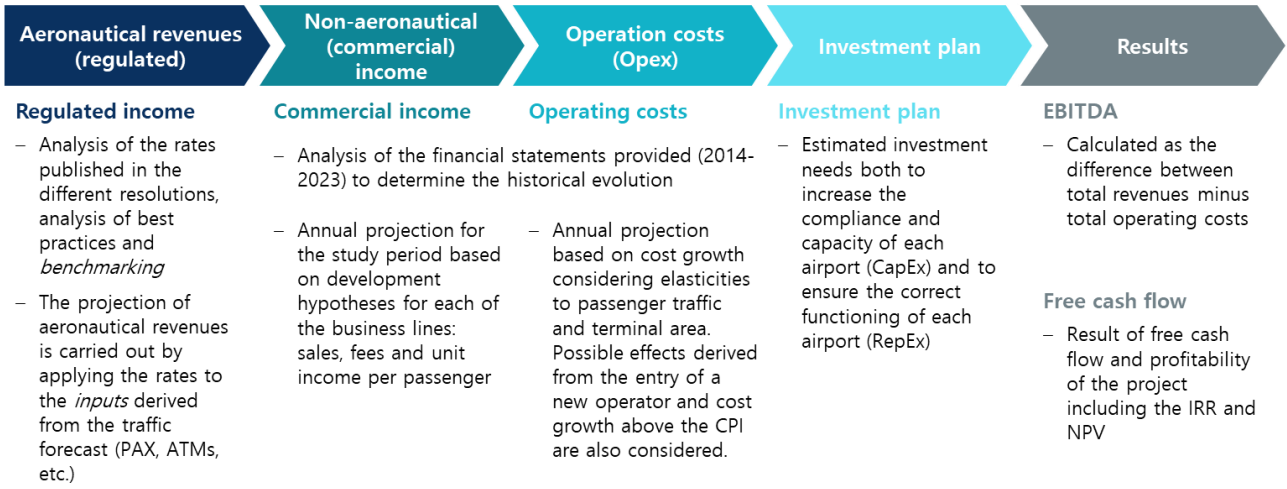 Aeronautical revenues
(regulated)
Non-aeronautical
(commercial)
income
Operation costs
(Opex)
Investment plan
Results
Regulated income
– Analysis of the rates
published in the
different resolutions,
analysis of best
practices and
benchmarking
– The projection of
aeronautical revenues
is carried out by
applying the rates to
the inputs derived
from the traffic
forecast (PAX, ATMs,
etc.)
Commercial income
Operating costs
– Analysis of the financial statements provided (2014-
2023) to determine the historical evolution
– Annual projection for
the study period based
on development
hypotheses for each of
the business lines:
sales, fees and unit
income per passenger
– Annual projection
based on cost growth
considering elasticities
to passenger traffic
and terminal area.
Possible effects derived
from the entry of a
new operator and cost
growth above the CPI
are also considered.
Investment plan
– Estimated investment
needs both to
increase the
compliance and
capacity of each
airport (CapEx) and to
ensure the correct
functioning of each
airport (RepEx)
EBITDA
– Calculated as the
difference between
total revenues minus
total operating costs
Free cash flow
– Result of free cash
flow and profitability
of the project
including the IRR and
NPV